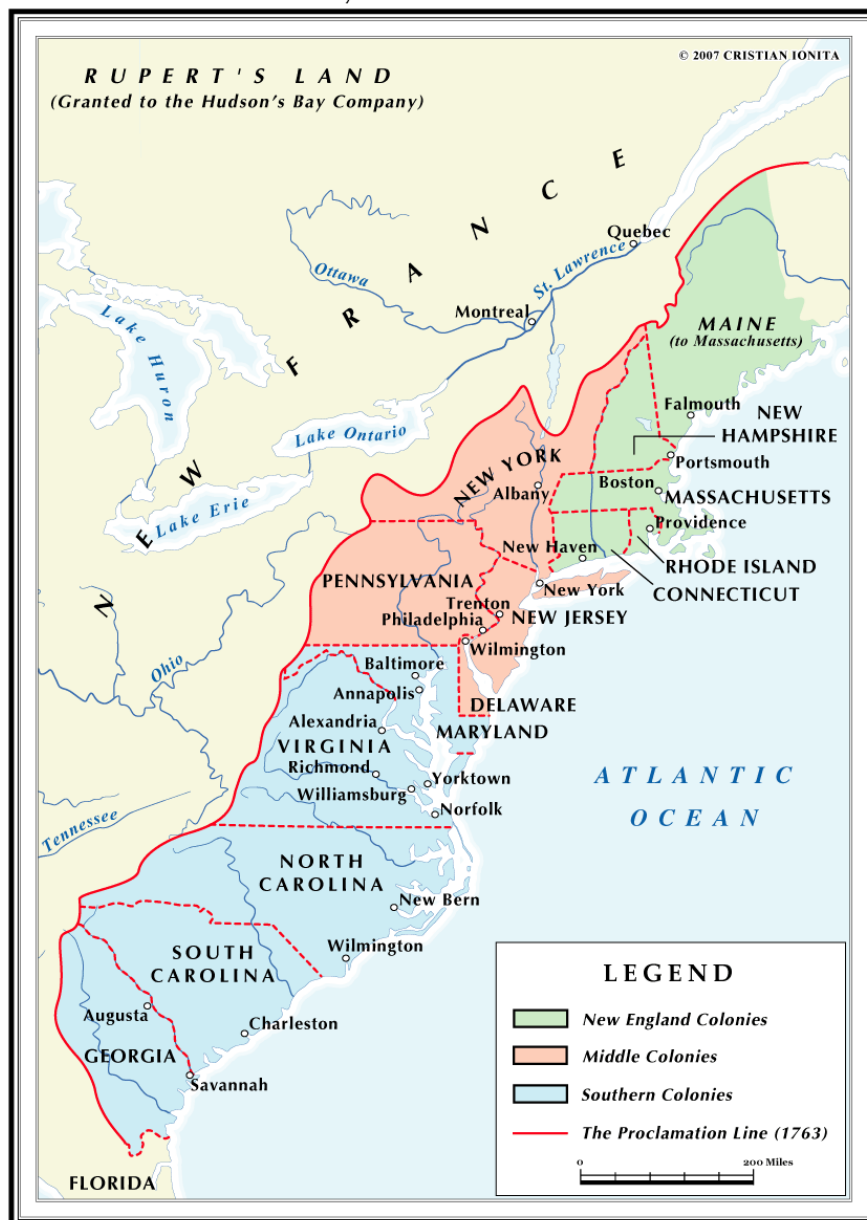 © 2007 CRISTIAN IONITA
RUPERT'S LAND
(Granted to the Hudson's Bay Company)
NEW FRANCE
Quebec
St. Lawrence
Ottawa
Montreal
MAINE
(to Massachusetts)
Lake Huron
Falmouth
NEW
HAMPSHIRE
Lake Ontario
Portsmouth
NEW YORK
Albany
Boston
MASSACHUSETTS
Lake Erie
Providence
New Haven
RHODE ISLAND
CONNECTICUT
PENNSYLVANIA
New York
Trenton
NEW JERSEY
Philadelphia
Wilmington
Ohio
Baltimore
Annapolis
DELAWARE
Alexandria
MARYLAND
VIRGINIA
Richmond
Yorktown
Williamsburg
Norfolk
ATLANTIC
OCEAN
Tennessee
NORTH
CAROLINA
New Bern
Wilmington
SOUTH
CAROLINA
Augusta
Charleston
GEORGIA
Savannah
FLORIDA
LEGEND
New England Colonies
Middle Colonies
Southern Colonies
The Proclamation Line (1763)
0 200 Miles